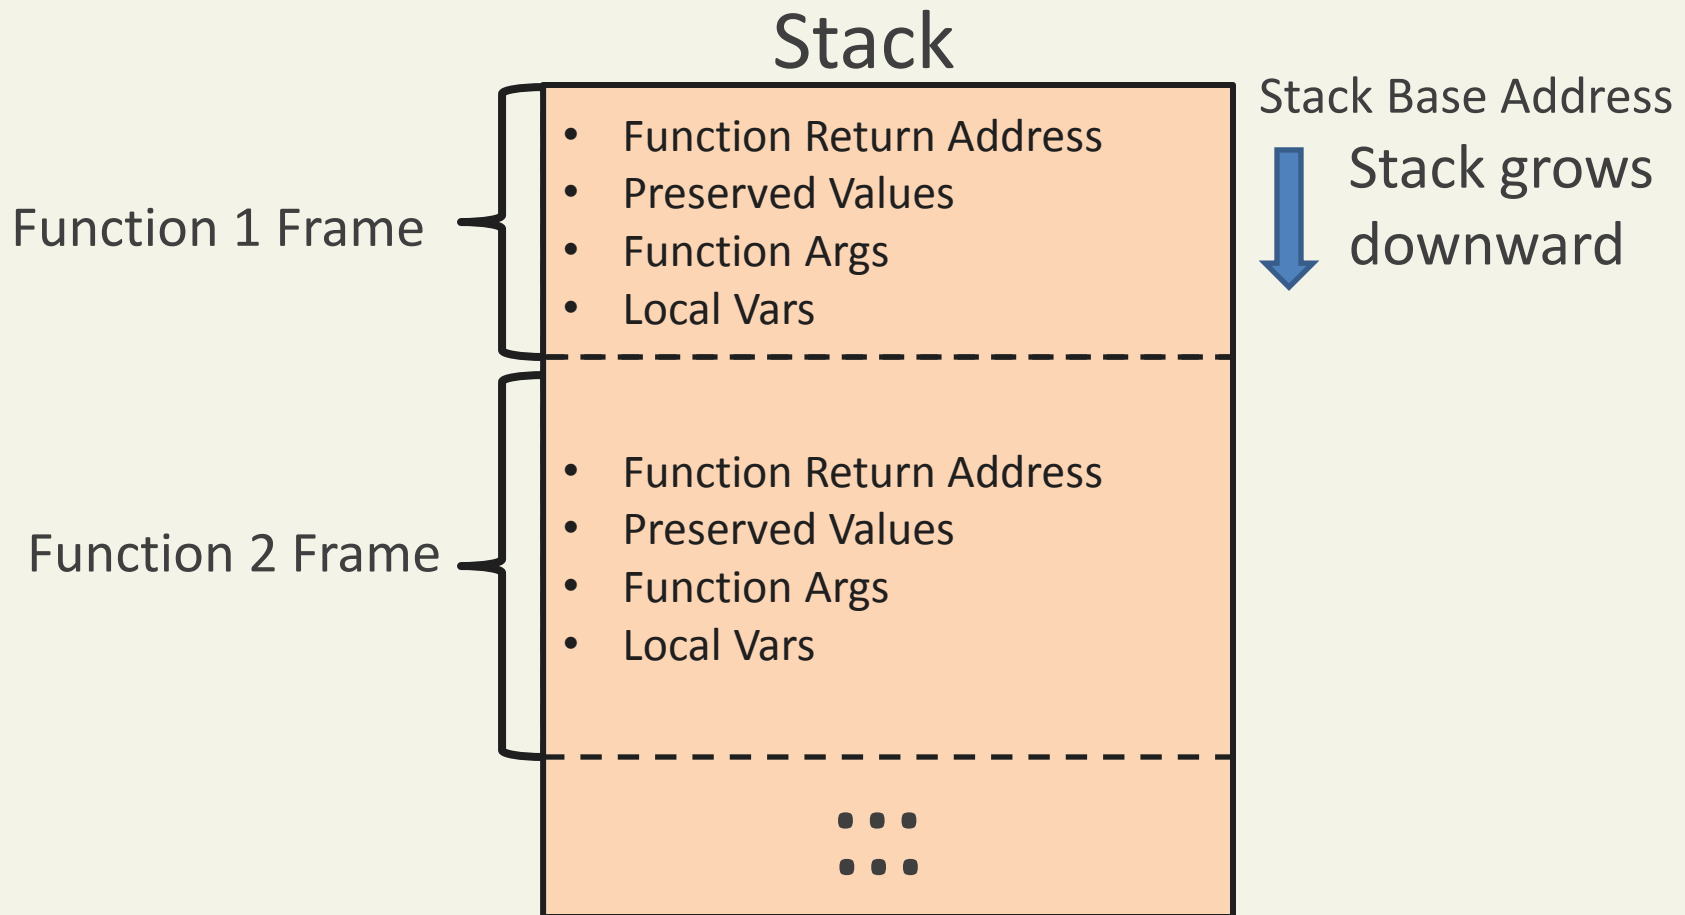 Stack
Stack Base Address
Stack grows
downward
Function 1 Frame
• Function Return Address
• Preserved Values
• Function Args
• Local Vars
Function 2 Frame
• Function Return Address
• Preserved Values
• Function Args
• Local Vars
...
...